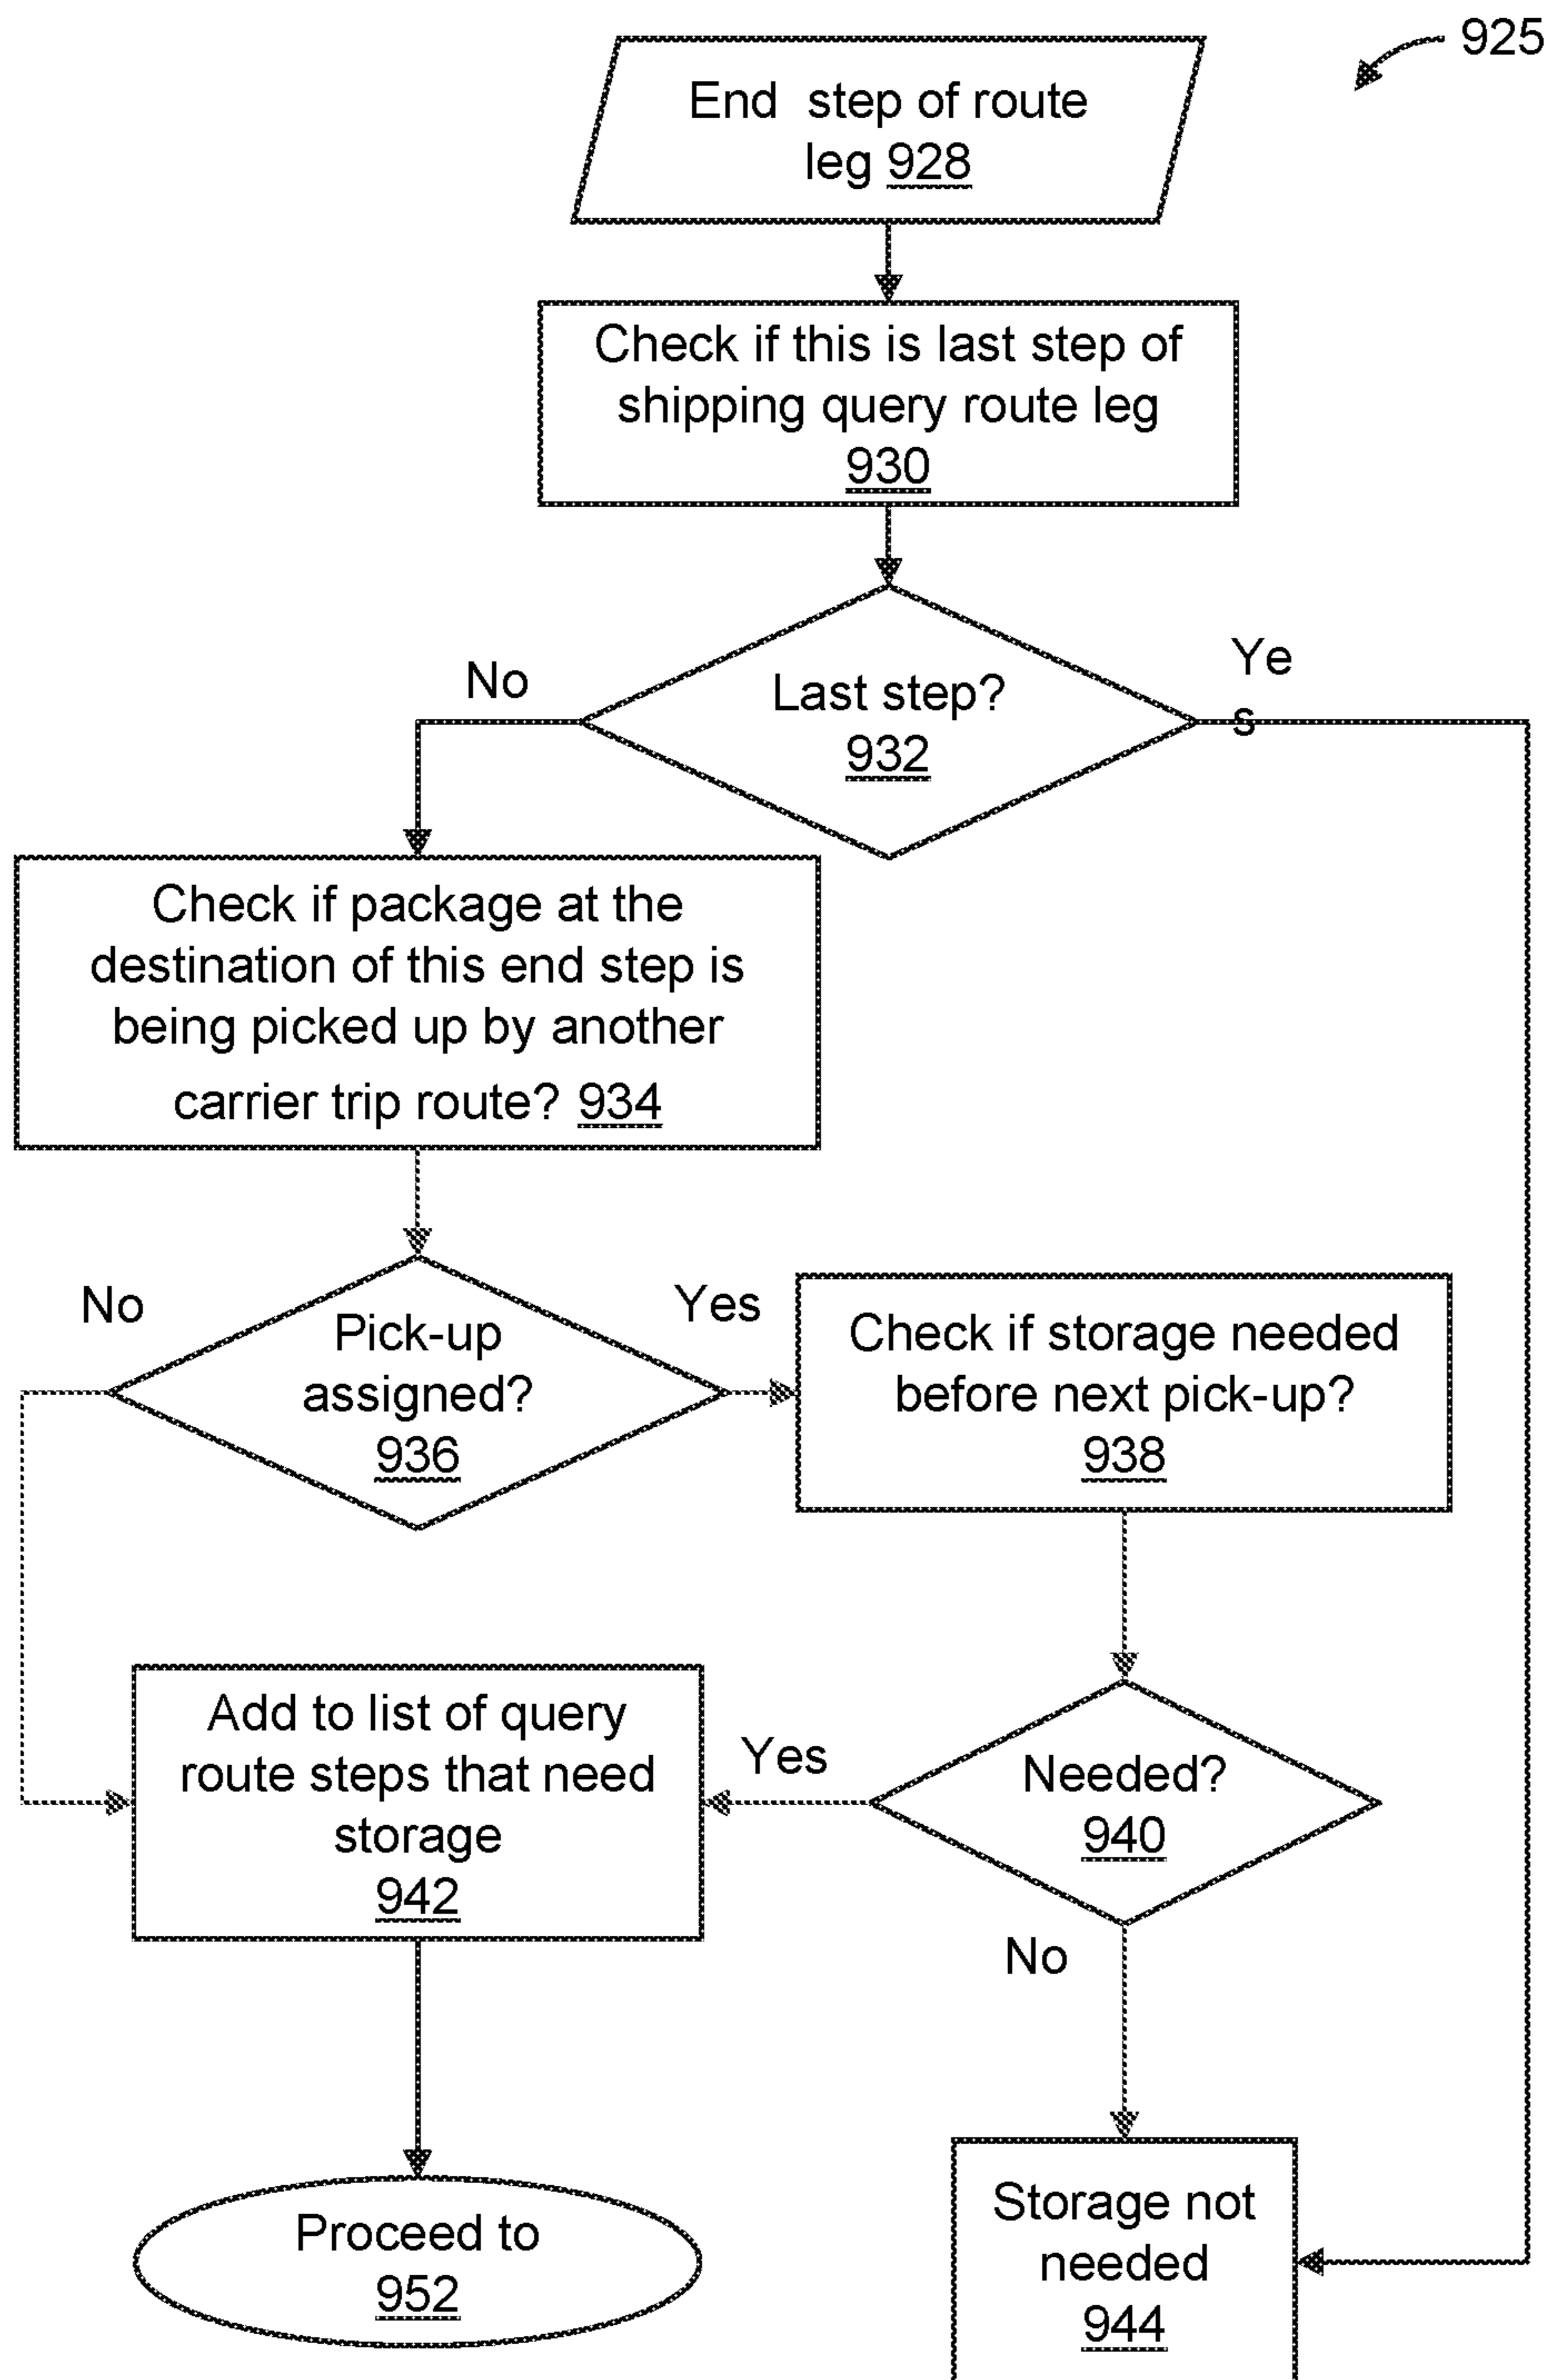 925
End step of route
leg 928
Check if this is last step of
shipping query route leg
930
No
Last step?
932
Ye
s
Check if package at the
destination of this end step is
being picked up by another
carrier trip route? 934
No
Pick-up
assigned?
936
Yes
Check if storage needed
before next pick-up?
938
Add to list of query
route steps that need
storage
942
Yes
Needed?
940
No
Proceed to
952
Storage not
needed
944